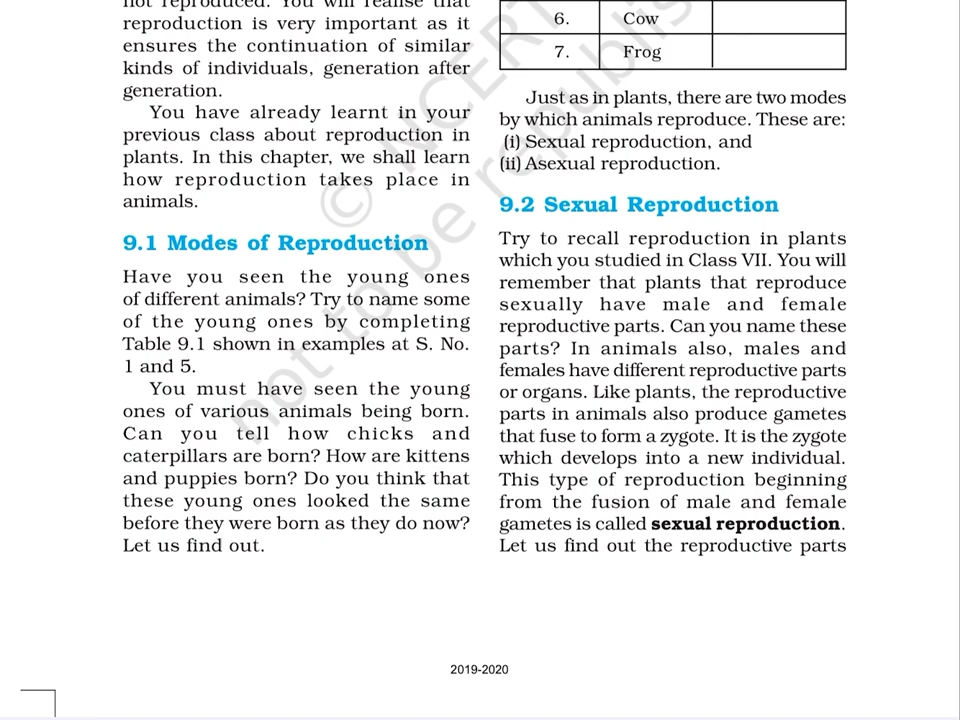 not reproduced. You will realise that
reproduction is very important as it
ensures the continuation of similar
kinds of individuals, generation after
generation.
You have already learnt in your
previous class about reproduction in
plants. In this chapter, we shall learn
how reproduction takes place in
animals.
9.1 Modes of Reproduction
Have you seen the young ones
of different animals? Try to name some
of the young ones by completing
Table 9.1 shown in examples at S. No.
1 and 5.
You must have seen the young
ones of various animals being born.
Can you tell how chicks and
caterpillars are born? How are kittens
and puppies born? Do you think that
these young ones looked the same
before they were born as they do now?
Let us find out.
6. Cow
7. Frog
Just as in plants, there are two modes
by which animals reproduce. These are:
(i) Sexual reproduction, and
(ii) Asexual reproduction.
9.2 Sexual Reproduction
Try to recall reproduction in plants
which you studied in Class VII. You will
remember that plants that reproduce
sexually have male and female
reproductive parts. Can you name these
parts? In animals also, males and
females have different reproductive parts
or organs. Like plants, the reproductive
parts in animals also produce gametes
that fuse to form a zygote. It is the zygote
which develops into a new individual.
This type of reproduction beginning
from the fusion of male and female
gametes is called sexual reproduction.
Let us find out the reproductive parts
© NCERT
not to be republis
2019-2020